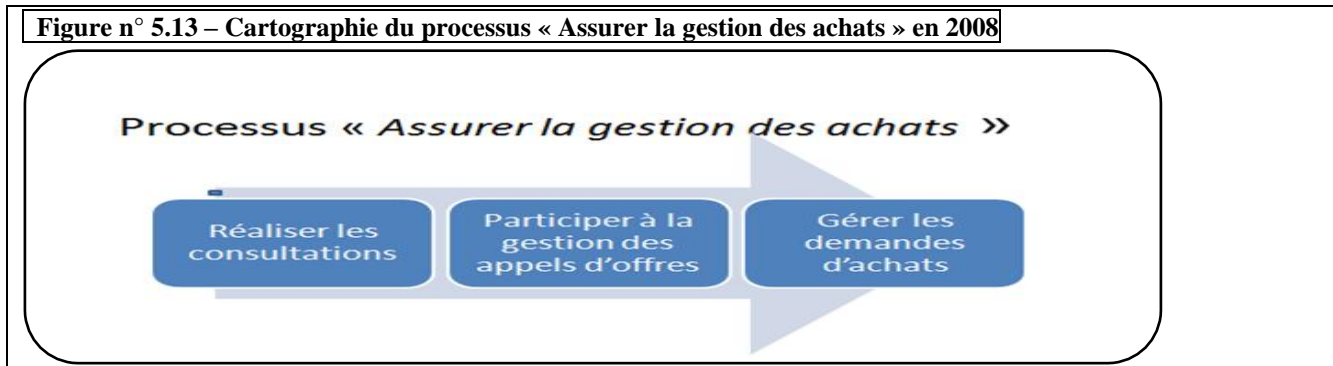 Figure n° 5.13 – Cartographie du processus « Assurer la gestion des achats » en 2008
Processus « Assurer la gestion des achats »
Réaliser les
consultations
Participer à la
gestion des
appels d'offres
Gérer les
demandes
d'achats